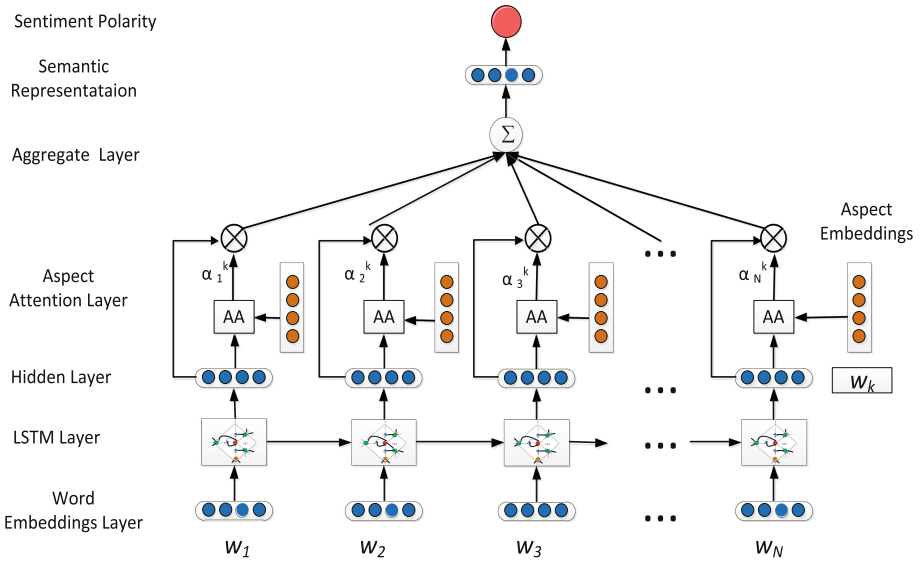 Sentiment Polarity
Semantic
Representataion
Σ
Aggregate Layer
Aspect
Embeddings
α 1 k
α 2 k
α 3 k
α N k
Aspect
Attention Layer
AA AA AA AA
Hidden Layer
w k
LSTM Layer
Word
Embeddings Layer
w 1 w 2 w 3 w N